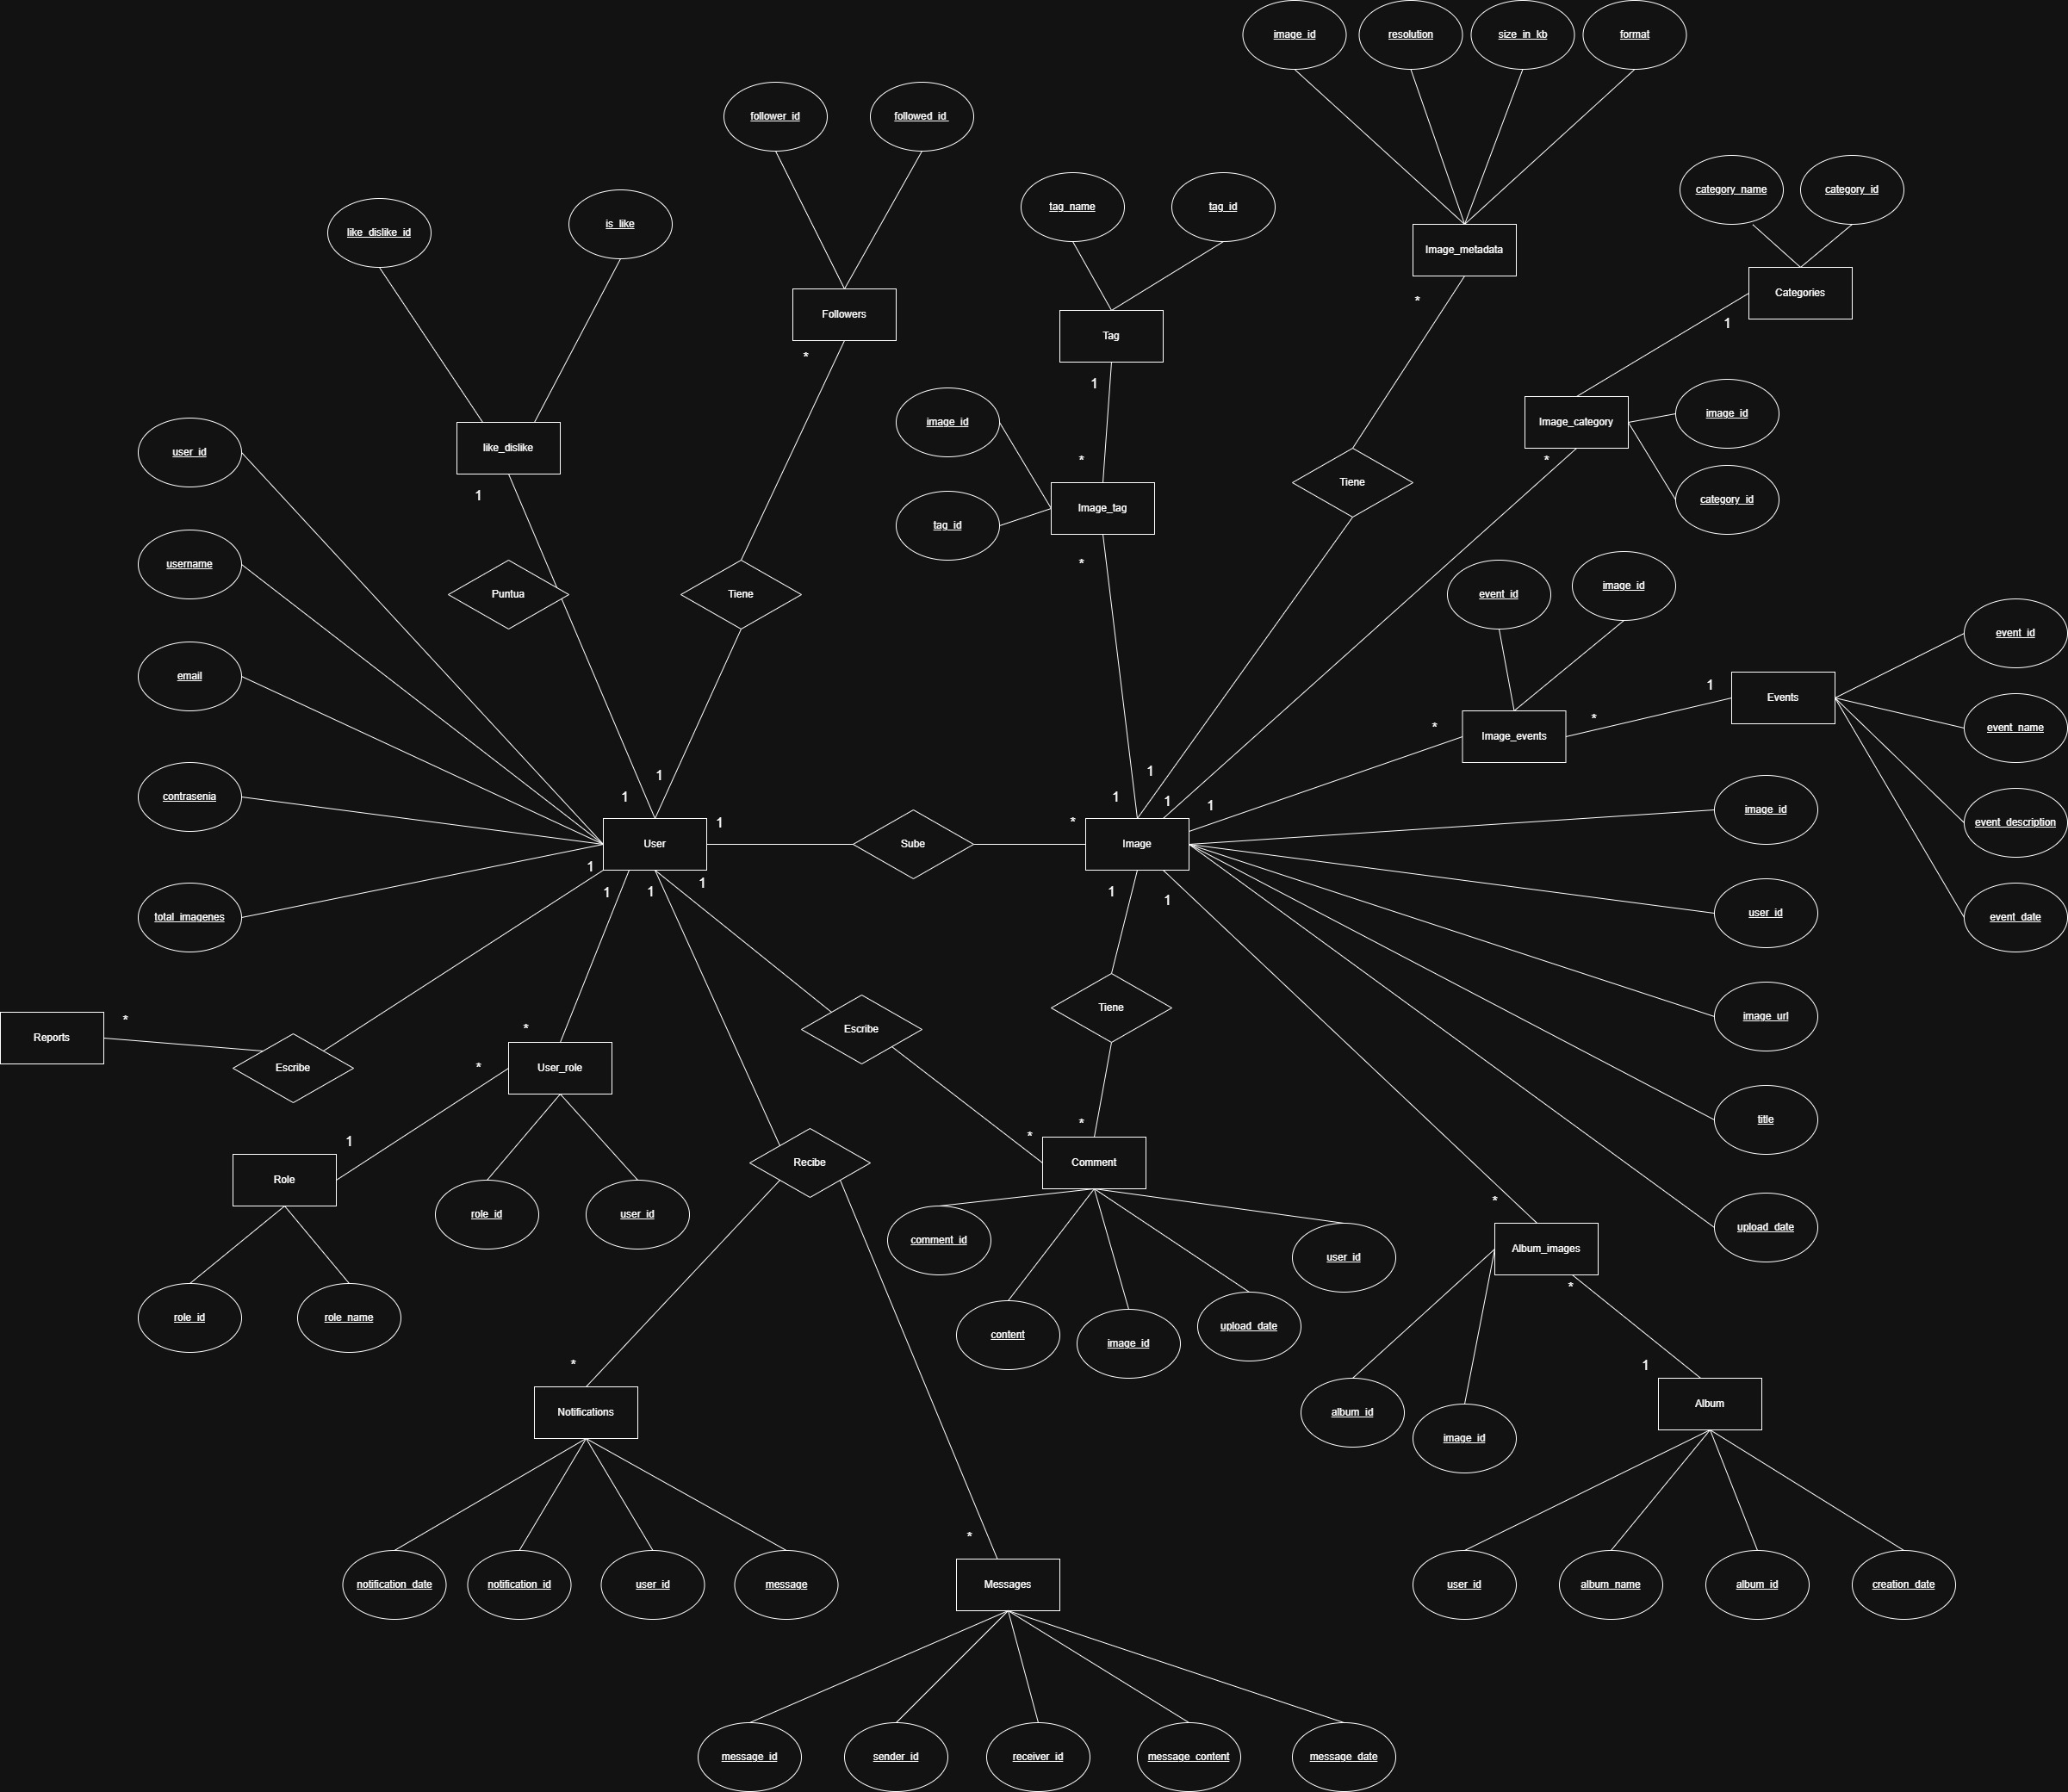 image_id
resolution
size_in_kb
format
follower_id
followed_id
category_name
category_id
tag_name
tag_id
like_dislike_id
is_like
Image_metadata
Categories
Followers
1
*
*
Tag
1
image_id
image_id
Image_category
user_id
like_dislike
*
*
1
category_id
Image_tag
tag_id
Tiene
*
username
Puntua
Tiene
event_id
image_id
event_id
email
1
Events
*
*
event_name
Image_events
1
1
contrasenia
1
1
1
1
image_id
1
*
event_description
User
Sube
Image
1
1
1
1
1
1
user_id
total_imagenes
event_date
Tiene
image_url
*
*
Escribe
Reports
Escribe
*
User_role
title
*
*
1
Recibe
Comment
Role
*
role_id
user_id
comment_id
user_id
Album_images
upload_date
*
role_id
role_name
content
image_id
upload_date
*
1
Notifications
album_id
image_id
Album
*
notification_date
notification_id
user_id
message
Messages
user_id
album_name
album_id
creation_date
message_id
sender_id
receiver_id
message_content
message_date